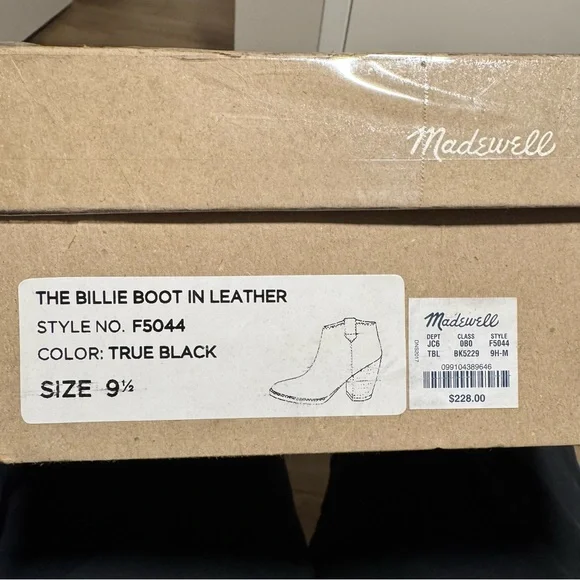 Madewell
THE BILLIE BOOT IN LEATHER
STYLE NO. F5044
COLOR: TRUE BLACK
SIZE 9½
Madewell
DEPT CLASS STYLE
JC6 0B0 F5044
TBL BK5229 9H-M
099104389646
$228.00